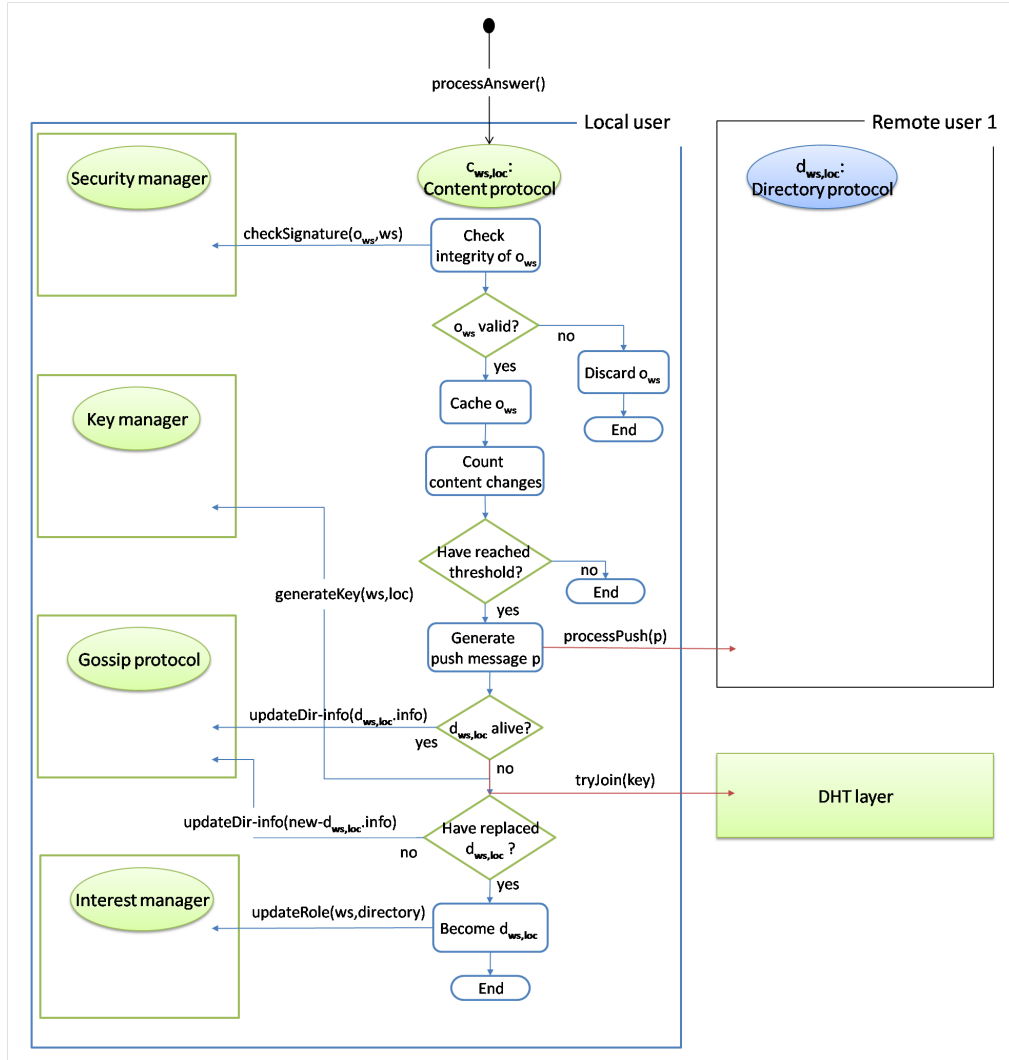 processAnswer()
Local user
Remote user 1
Security manager
c_ws,loc:
Content protocol
d_ws,loc:
Directory protocol
checkSignature(o_ws,ws)
Check
integrity of o_ws
o_ws valid?
no
yes
Discard o_ws
Cache o_ws
End
Key manager
Count
content changes
Have reached
threshold?
no
End
generateKey(ws,loc)
yes
Generate
push message p
processPush(p)
Gossip protocol
updateDir-info(d_ws,loc.info)
d_ws,loc alive?
yes
no
tryJoin(key)
DHT layer
updateDir-info(new-d_ws,loc.info)
Have replaced
d_ws,loc ?
no
yes
Interest manager
updateRole(ws,directory)
Become d_ws,loc
End